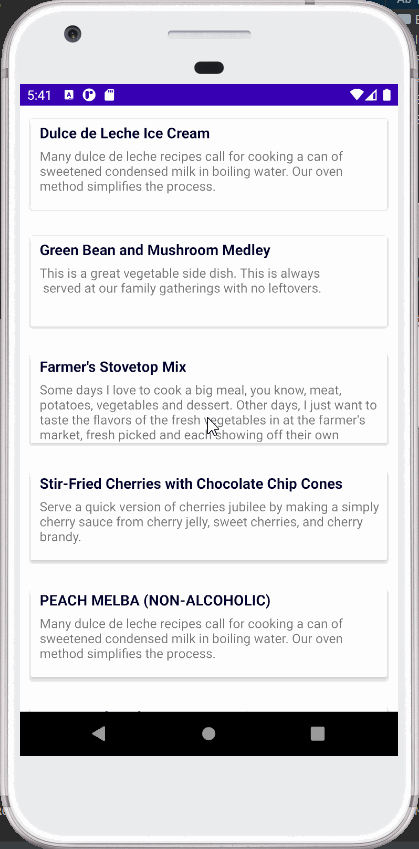 5:41
Dulce de Leche Ice Cream
Many dulce de leche recipes call for cooking a can of
sweetened condensed milk in boiling water. Our oven
method simplifies the process.
Green Bean and Mushroom Medley
This is a great vegetable side dish. This is always
served at our family gatherings with no leftovers.
Farmer's Stovetop Mix
Some days I love to cook a big meal, you know, meat,
potatoes, vegetables and dessert. Other days, I just want to
taste the flavors of the fresh vegetables in at the farmer's
market, fresh picked and each showing off their own
Stir-Fried Cherries with Chocolate Chip Cones
Serve a quick version of cherries jubilee by making a simply
cherry sauce from cherry jelly, sweet cherries, and cherry
brandy.
PEACH MELBA (NON-ALCOHOLIC)
Many dulce de leche recipes call for cooking a can of
sweetened condensed milk in boiling water. Our oven
method simplifies the process.